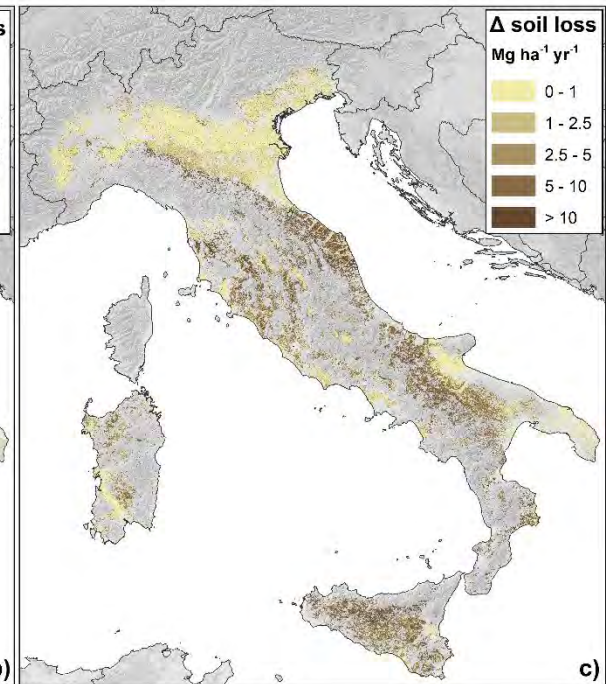 s
Δ soil loss
Mg ha⁻¹ yr⁻¹
0 - 1
1 - 2.5
2.5 - 5
5 - 10
> 10
)
c)